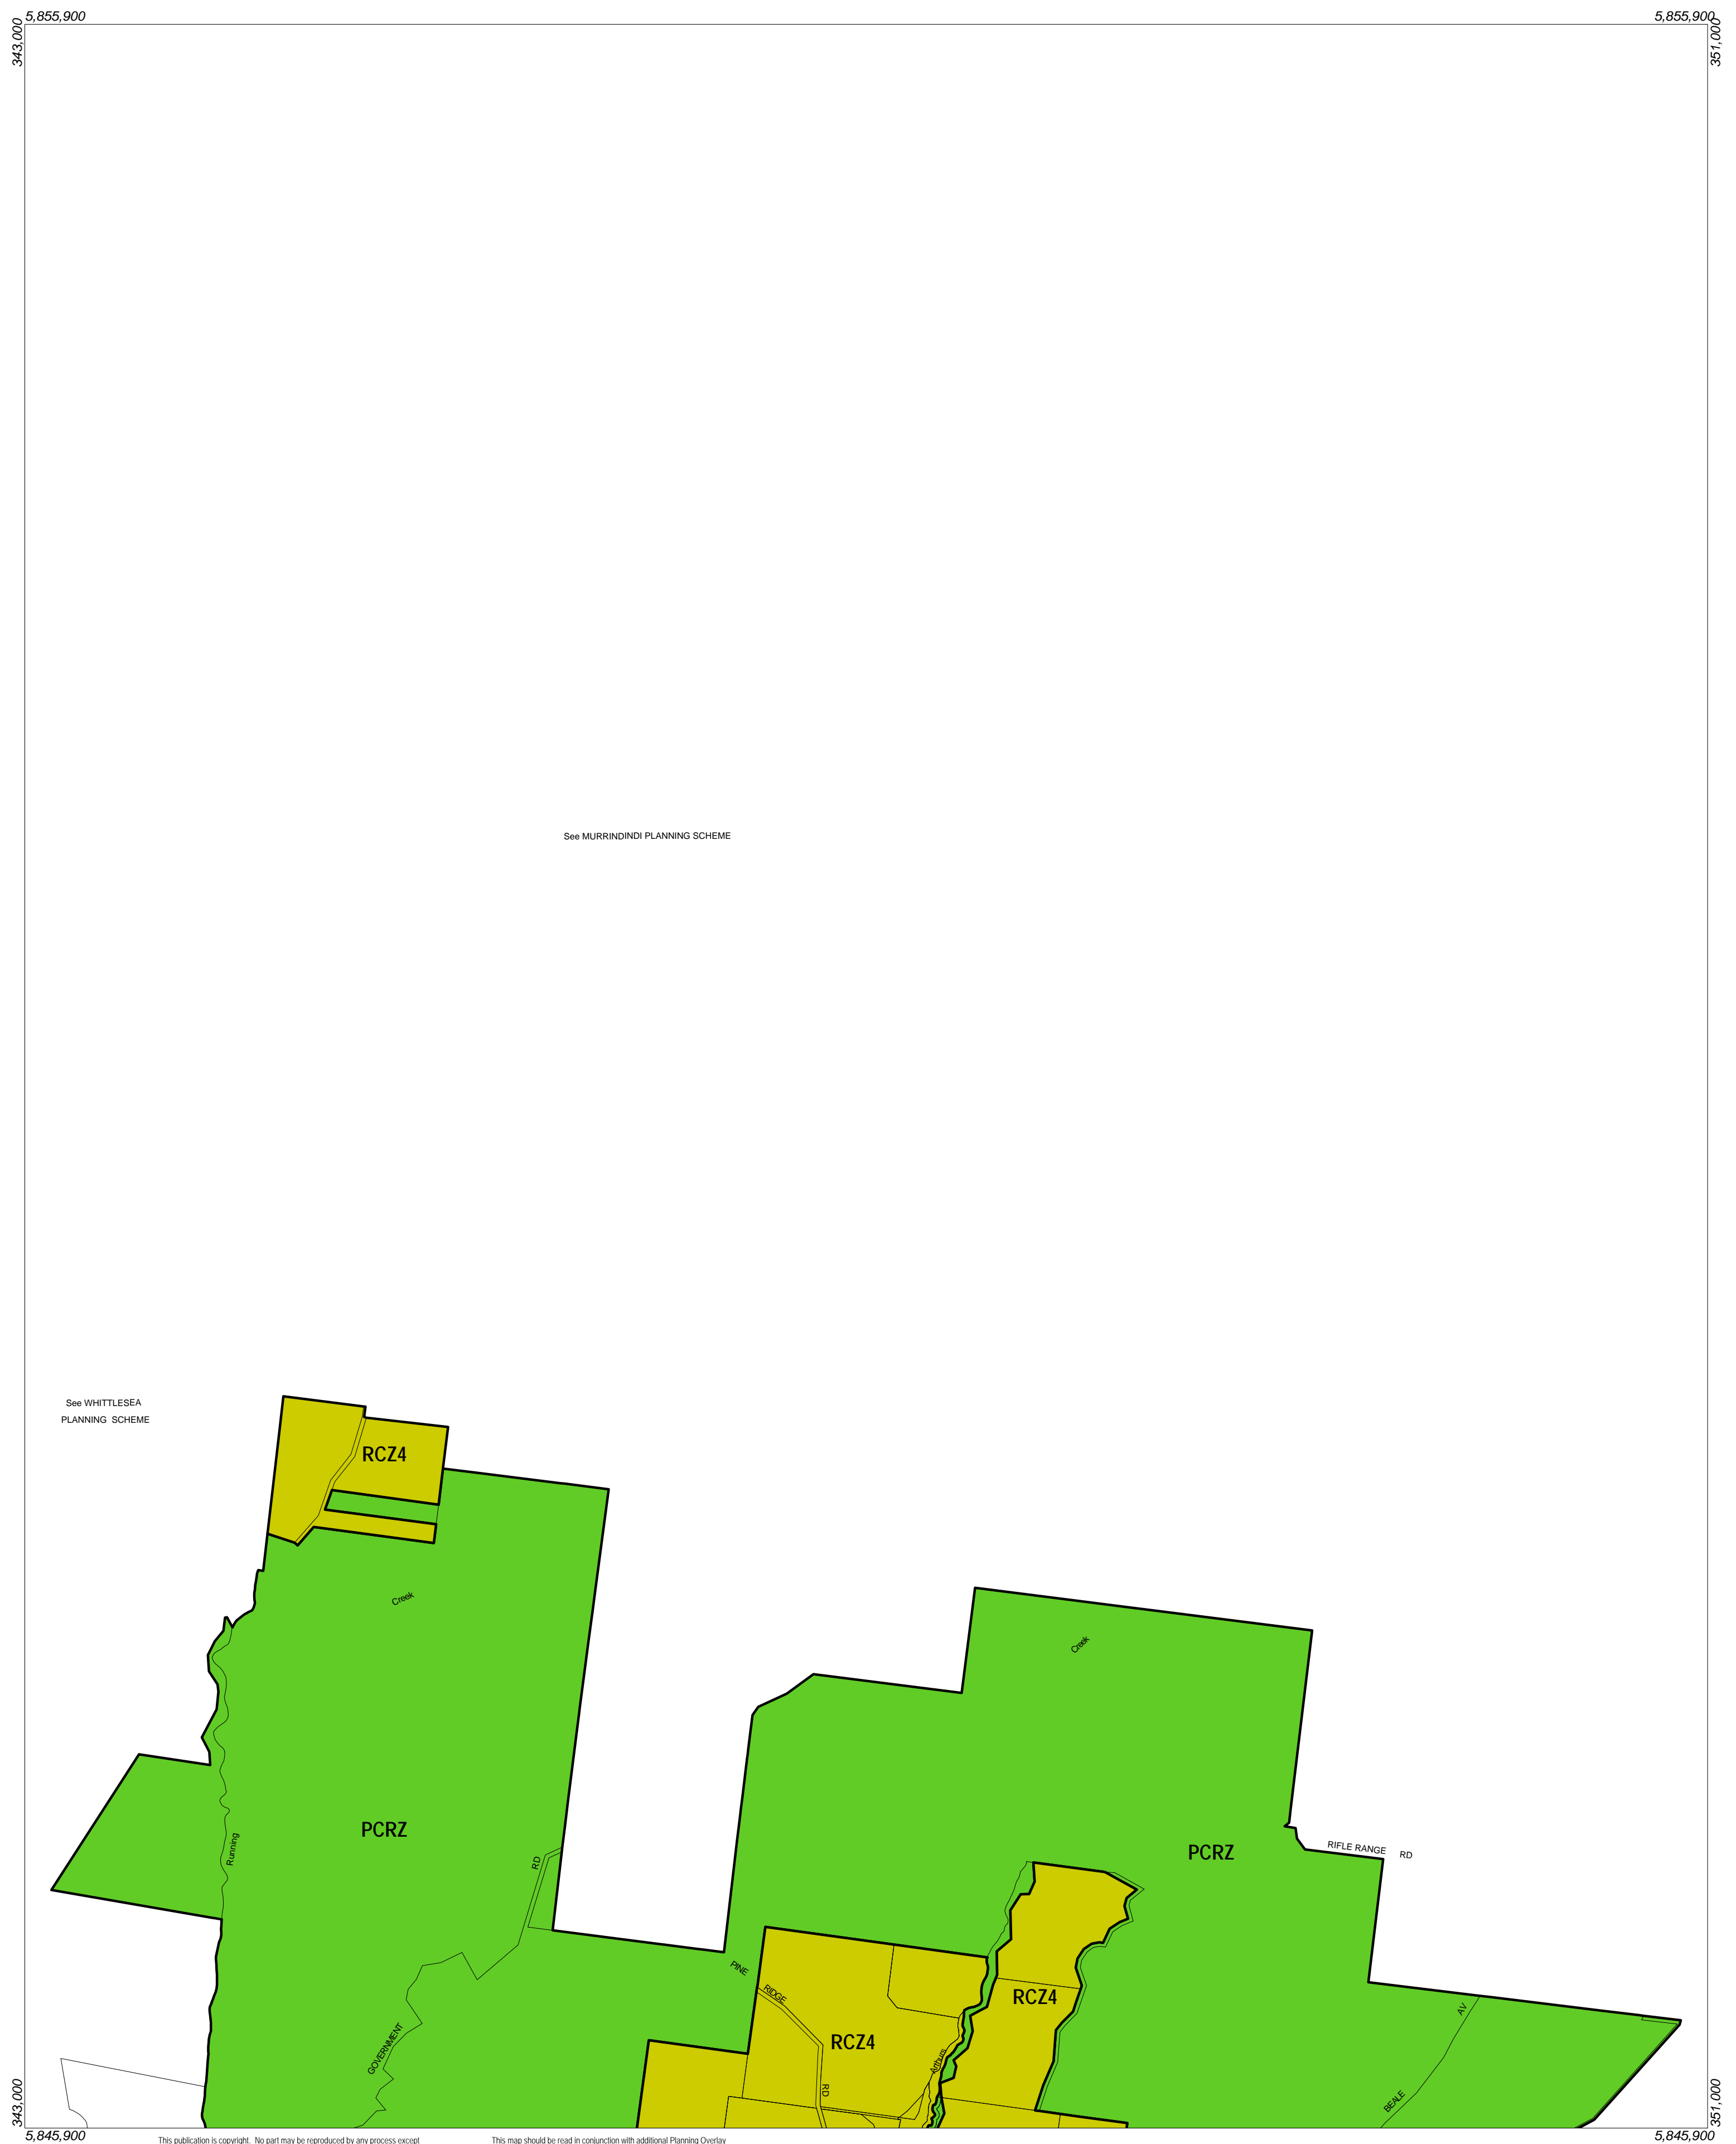 5,855,900
5,855,900
343,000
351,000
See MURRINDINDI PLANNING SCHEME
See WHITTLESEA
PLANNING SCHEME
RCZ4
Creek
Creek
PCRZ
Running
RD
PCRZ
RIFLE RANGE RD
PINE
RIDGE
RD
RCZ4
RCZ4
Arthurs
GOVERNMENT
AV
BEALE
343,000
351,000
5,845,900
5,845,900
This publication is copyright. No part may be reproduced by any process except
This map should be read in conjunction with additional Planning Overlay